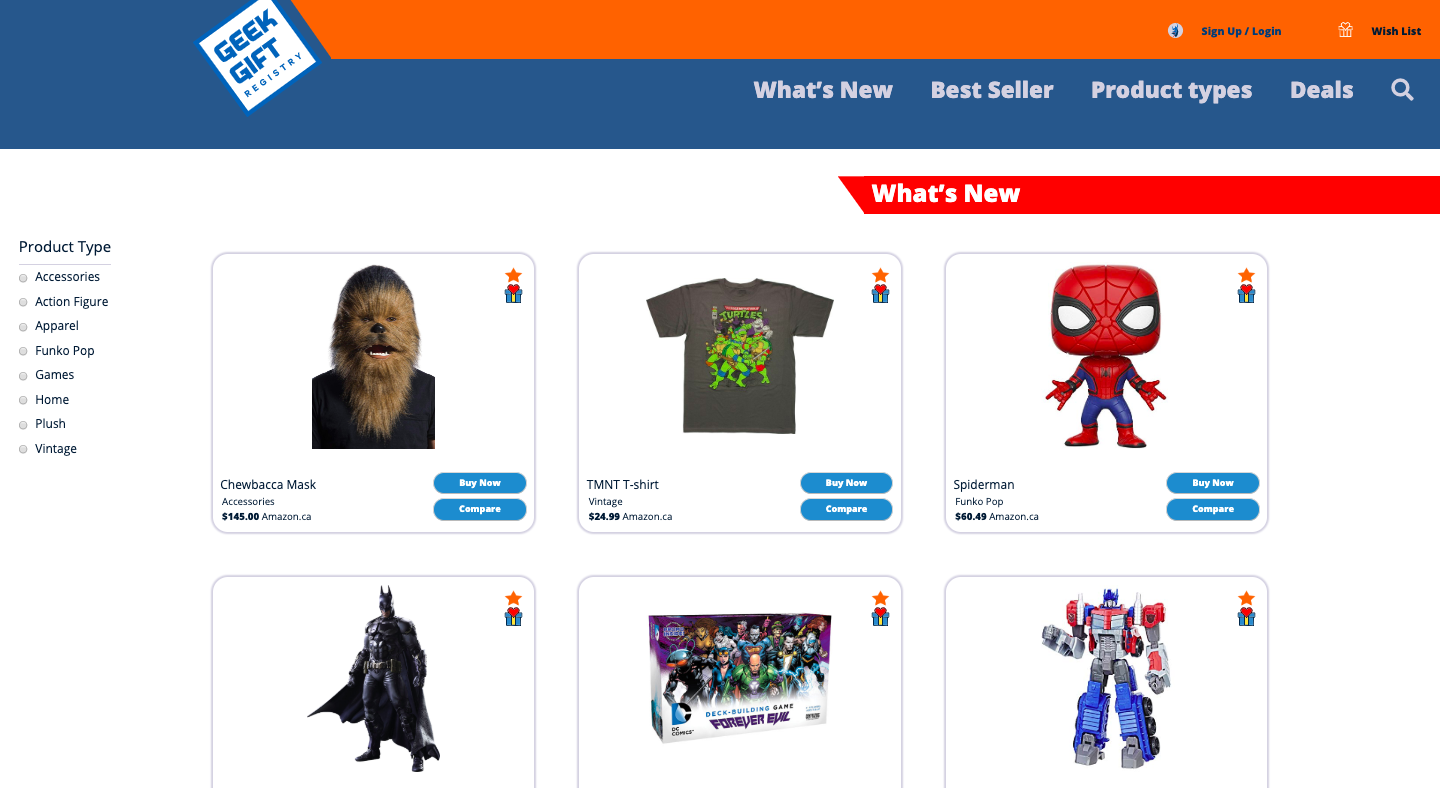 GEEK
GIFT
REGISTRY
Sign Up / Login
Wish List
What's New
Best Seller
Product types
Deals
What's New
Product Type
Accessories
Action Figure
Apparel
Funko Pop
Games
Home
Plush
Vintage
TURTLES
Chewbacca Mask
Accessories
$145.00 Amazon.ca
Buy Now
Compare
TMNT T-shirt
Vintage
$24.99 Amazon.ca
Buy Now
Compare
Spiderman
Funko Pop
$60.49 Amazon.ca
Buy Now
Compare
DECK-BUILDING GAME
FOREVER EVIL
DC
COMICS™